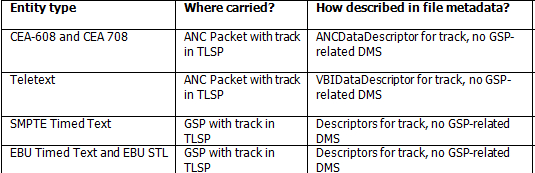 Entity type Where carried? How described in file metadata?
CEA-608 and CEA 708 ANC Packet with track ANCDataDescriptor for track, no GSP-
in TLSP related DMS
Teletext ANC Packet with track VBIDataDescriptor for track, no GSP-
in TLSP related DMS
SMPTE Timed Text GSP with track in Descriptors for track, no GSP-related
TLSP DMS
EBU Timed Text and EBU STL GSP with track in Descriptors for track, no GSP-related
TLSP DMS